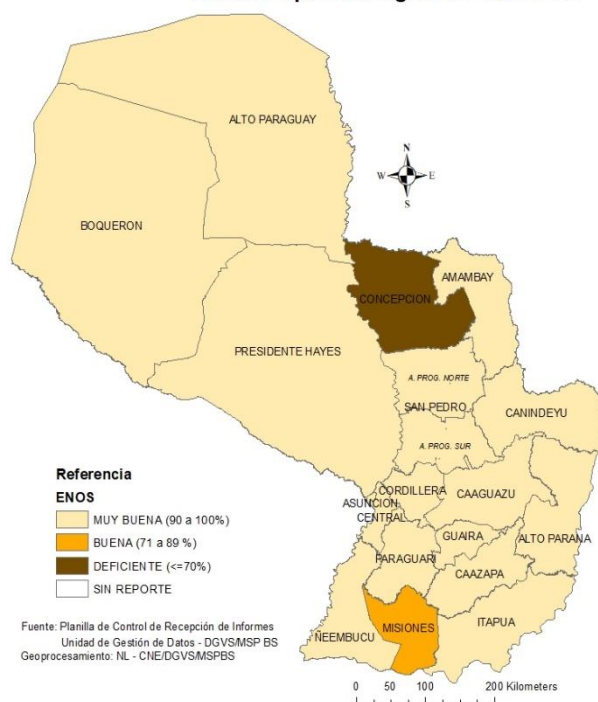 ALTO PARAGUAY
N
W E
S
BOQUERON
AMAMBAY
CONCEPCION
PRESIDENTE HAYES
A. PROG. NORTE
SAN PEDRO
CANINDEYU
A. PROG. SUR
Referencia
ENOS
MUY BUENA (90 a 100%)
BUENA (71 a 89 %)
DEFICIENTE (<=70%)
SIN REPORTE
CORDILLERA
CAAGUAZU
ASUNCION
CENTRAL
GUAIRA
ALTO PARANA
PARAGUARI
CAAZAPA
ÑEEMBUCU
MISIONES
ITAPUA
Fuente: Planilla de Control de Recepción de Informes
Unidad de Gestión de Datos - DGVS/MSP BS
Geoprocesamiento: NL - CNE/DGVS/MSPBS
0 50 100 200 Kilometers